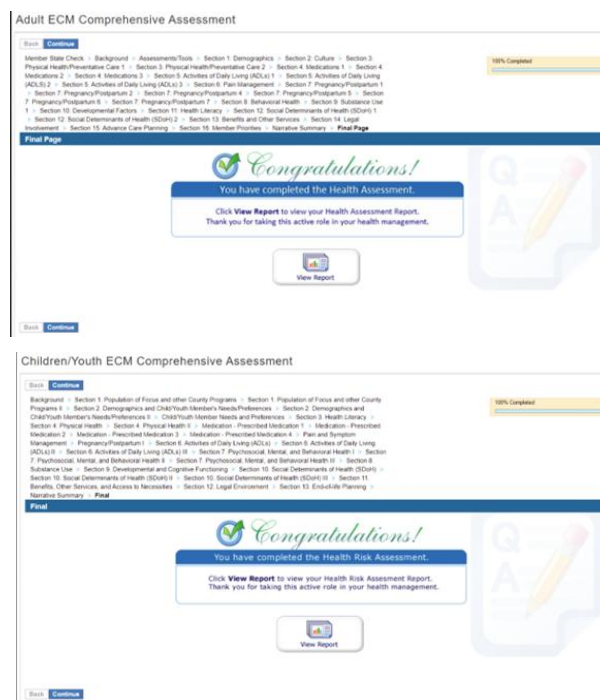 Adult ECM Comprehensive Assessment
Back Continue
Member State Check > Background > Assessments/Tools > Section 1: Demographics > Section 2: Culture > Section 3:
Physical Health/Preventative Care 1 > Section 3: Physical Health/Preventative Care 2 > Section 4: Medications 1 > Section 4:
Medications 2 > Section 4: Medications 3 > Section 5: Activities of Daily Living (ADLs) 1 > Section 5: Activities of Daily Living
(ADLS) 2 > Section 5: Activities of Daily Living (ADLs) 3 > Section 6: Pain Management > Section 7: Pregnancy/Postpartum 1
> Section 7: Pregnancy/Postpartum 2 > Section 7: Pregnancy/Postpartum 4 > Section 7: Pregnancy/Postpartum 5 > Section
7: Pregnancy/Postpartum 6 > Section 7: Pregnancy/Postpartum 7 > Section 8: Behavioral Health > Section 9: Substance Use
1 > Section 10: Developmental Factors > Section 11: Health Literacy > Section 12: Social Determinants of Health (SDoH) 1
> Section 12: Social Determinants of Health (SDoH) 2 > Section 13: Benefits and Other Services > Section 14: Legal
Involvement > Section 15: Advance Care Planning > Section 16: Member Priorities > Narrative Summary > Final Page
100% Completed
Final Page
Congratulations!
You have completed the Health Assessment.
Click View Report to view your Health Assessment Report.
Thank you for taking this active role in your health management.
View Report
Back Continue
Children/Youth ECM Comprehensive Assessment
Back Continue
Background > Section 1: Population of Focus and other County Programs > Section 1: Population of Focus and other County
Programs II > Section 2: Demographics and Child/Youth Member's Needs/Preferences > Section 2: Demographics and
Child/Youth Member's Needs/Preferences II > Child/Youth Member Needs and Preferences > Section 3: Health Literacy >
Section 4: Physical Health > Section 4: Physical Health II > Medication - Prescribed Medication 1 > Medication - Prescribed
Medication 2 > Medication - Prescribed Medication 3 > Medication - Prescribed Medication 4 > Pain and Symptom
Management > Pregnancy/Postpartum I > Section 6: Activities of Daily Living (ADLs) > Section 6: Activities of Daily Living
(ADLs) II > Section 6: Activities of Daily Living (ADLs) III > Section 7: Psychosocial, Mental, and Behavioral Health I > Section
7: Psychosocial, Mental, and Behavioral Health II > Section 7: Psychosocial, Mental, and Behavioral Health III > Section 8:
Substance Use > Section 9: Developmental and Cognitive Functioning > Section 10: Social Determinants of Health (SDoH) >
Section 10: Social Determinants of Health (SDoH) II > Section 10: Social Determinants of Health (SDoH) III > Section 11:
Benefits, Other Services, and Access to Necessities > Section 12: Legal Environment > Section 13: End-of-life Planning >
Narrative Summary > Final
100% Completed
Final
Congratulations!
You have completed the Health Risk Assessment.
Click View Report to view your Health Risk Assesment Report.
Thank you for taking this active role in your health management.
View Report
Back Continue